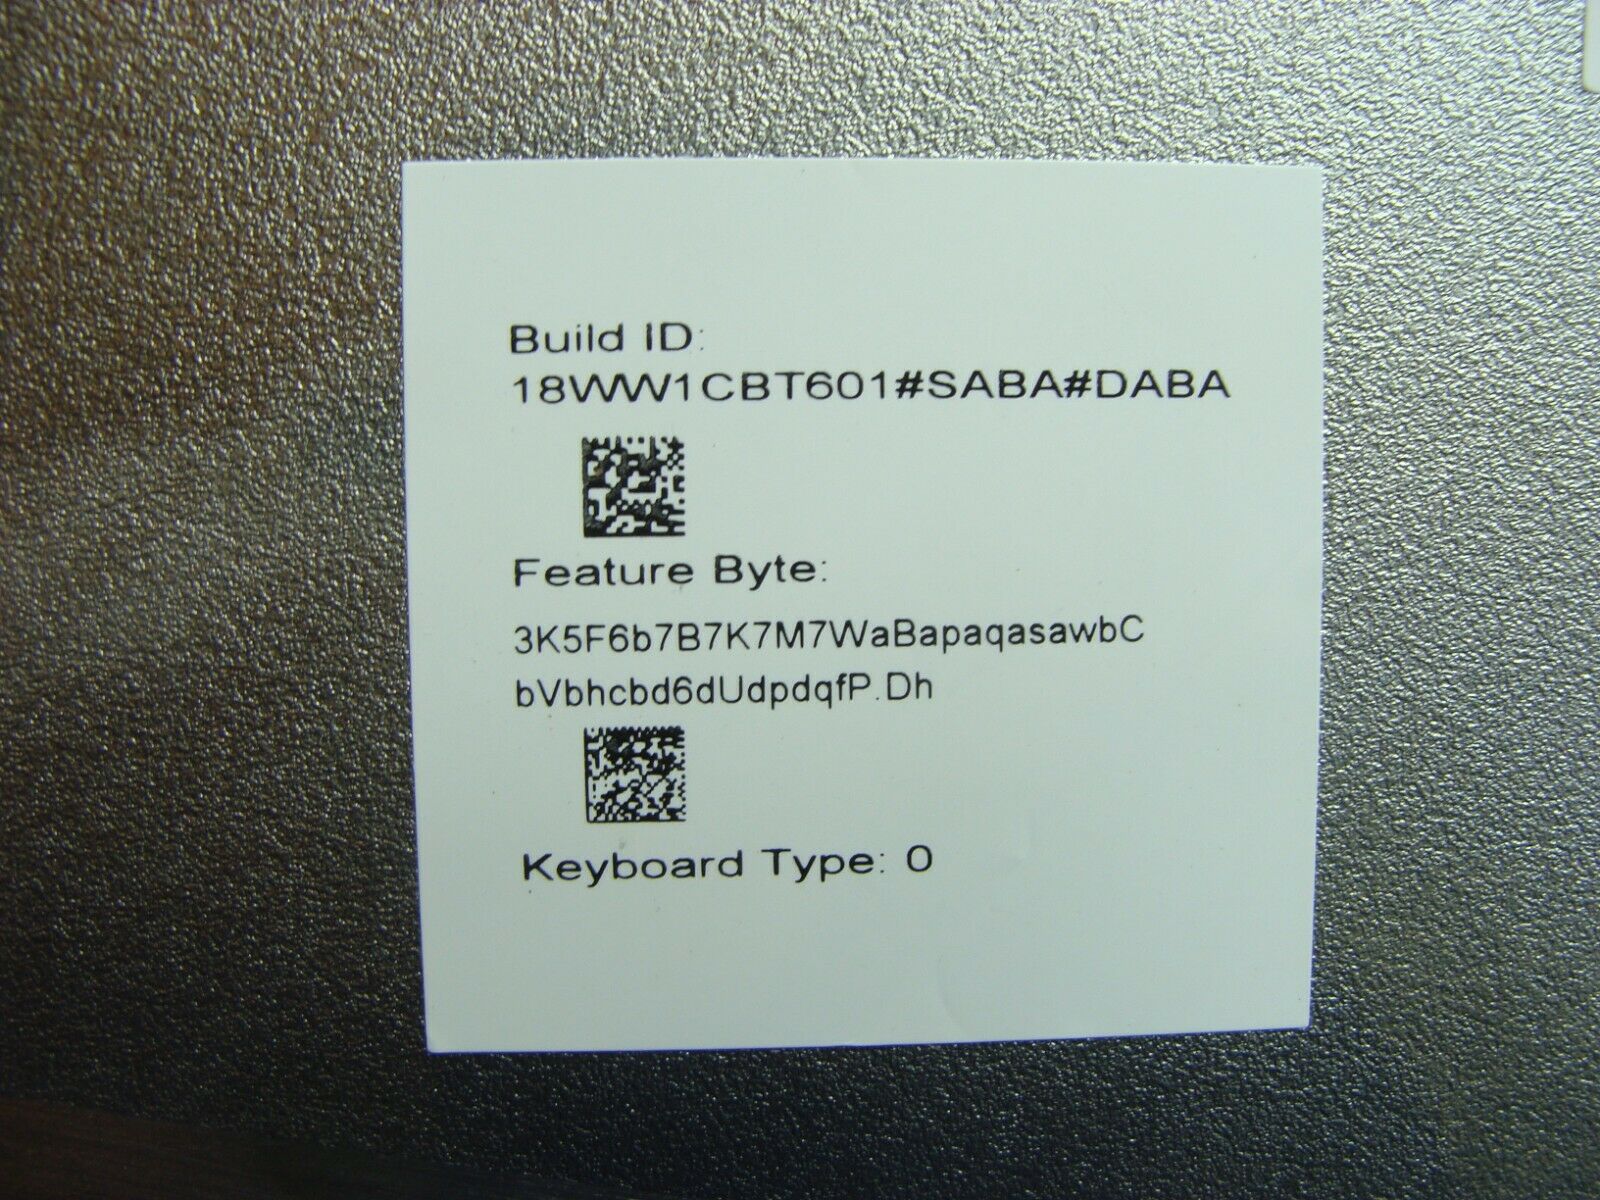 Build ID:
18WW1CBT601#SABA#DABA
Feature Byte:
3K5F6b7B7K7M7WaBapaqasawbC
bVbhcbd6dUdpdqfP.Dh
Keyboard Type: 0